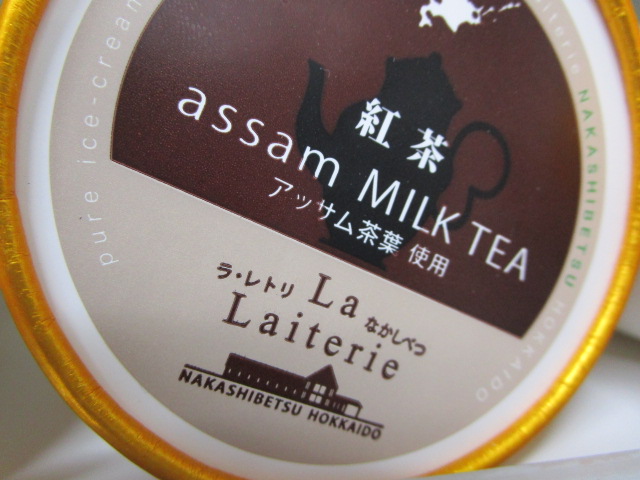 pure ice-cream
Laiterie NAKASHIBETSU HOKKAIDO
紅茶
assam MILK TEA
アッサム茶葉 使用
ラ・レトリ La なかしべつ
Laiterie
NAKASHIBETSU HOKKAIDO